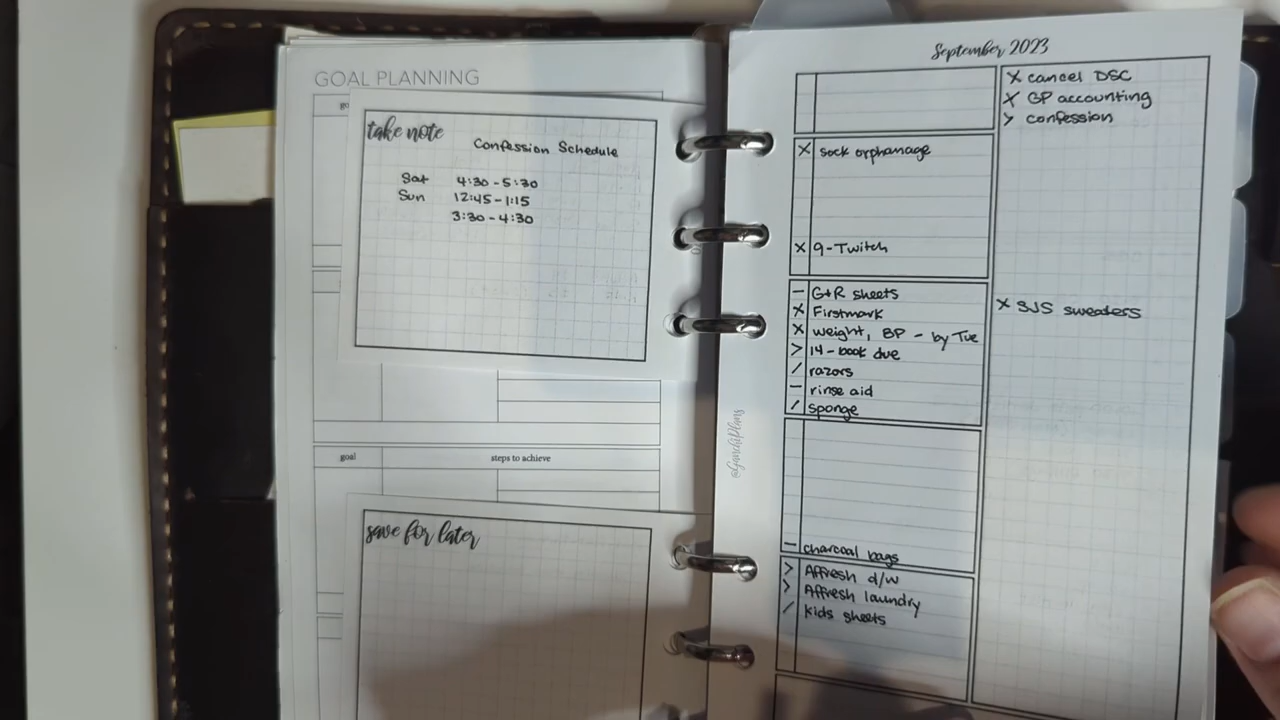 GOAL PLANNING
take note
Confession Schedule
Sat 4:30-5:30
Sun 12:45-1:15
3:30-4:30
goal steps to achieve
save for later
@GandiPlans
September 2023
X sock orphanage
X 9-Twitch
- G+R sheets
X Firstmark
X weight, BP - by Tue
> 14-book due
/ razors
- rinse aid
/ sponge
- charcoal bags
> Affresh d/w
> Affresh laundry
/ kids sheets
X cancel DSC
X GP accounting
> confession
X SJS sweaters